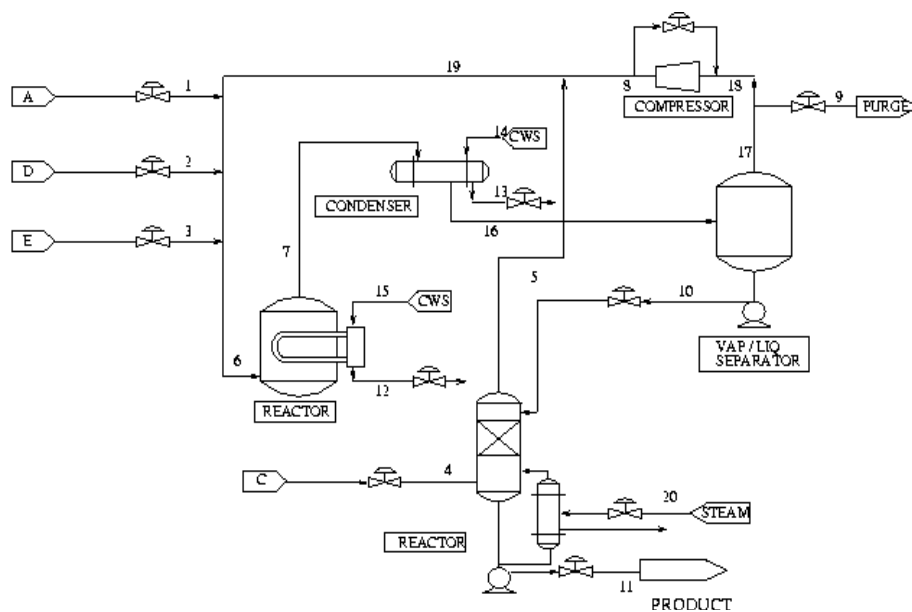 19
8
COMPRESSOR
18
9
PURGE
A
1
D
2
E
3
14
CWS
CONDENSER
13
16
17
7
5
15
CWS
10
VAP / LIQ
SEPARATOR
6
12
REACTOR
C
4
20
STEAM
REACTOR
11
PRODUCT